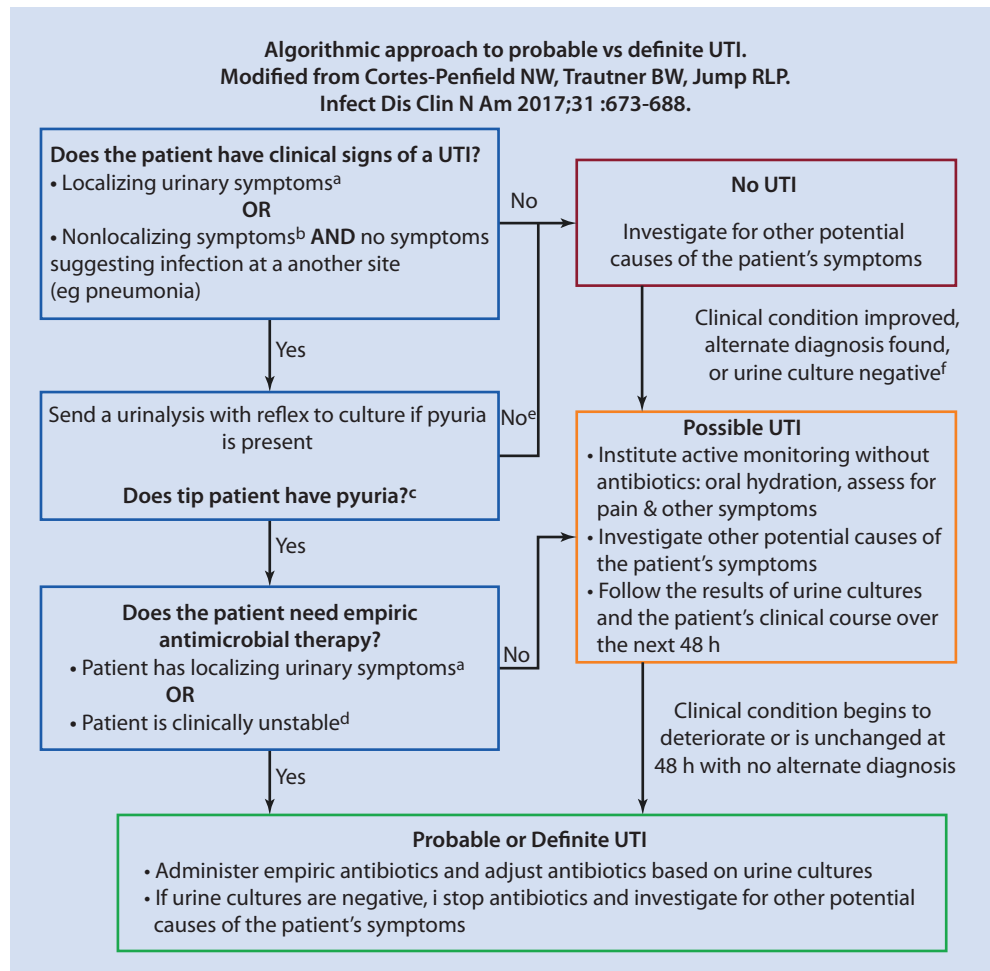 Algorithmic approach to probable vs definite UTI.
Modified from Cortes-Penfield NW, Trautner BW, Jump RLP.
Infect Dis Clin N Am 2017;31 :673-688.
Does the patient have clinical signs of a UTI?
• Localizing urinary symptomsᵃ
OR
• Nonlocalizing symptomsᵇ AND no symptoms
suggesting infection at a another site
(eg pneumonia)
No
No UTI
Investigate for other potential
causes of the patient's symptoms
Yes
Clinical condition improved,
alternate diagnosis found,
or urine culture negativeᶠ
Send a urinalysis with reflex to culture if pyuria
is present
Does tip patient have pyuria?ᶜ
Noᵉ
Possible UTI
• Institute active monitoring without
antibiotics: oral hydration, assess for
pain & other symptoms
• Investigate other potential causes of
the patient's symptoms
• Follow the results of urine cultures
and the patient's clinical course over
the next 48 h
Yes
Does the patient need empiric
antimicrobial therapy?
• Patient has localizing urinary symptomsᵃ
OR
• Patient is clinically unstableᵈ
No
Clinical condition begins to
deteriorate or is unchanged at
48 h with no alternate diagnosis
Yes
Probable or Definite UTI
• Administer empiric antibiotics and adjust antibiotics based on urine cultures
• If urine cultures are negative, i stop antibiotics and investigate for other potential
causes of the patient's symptoms